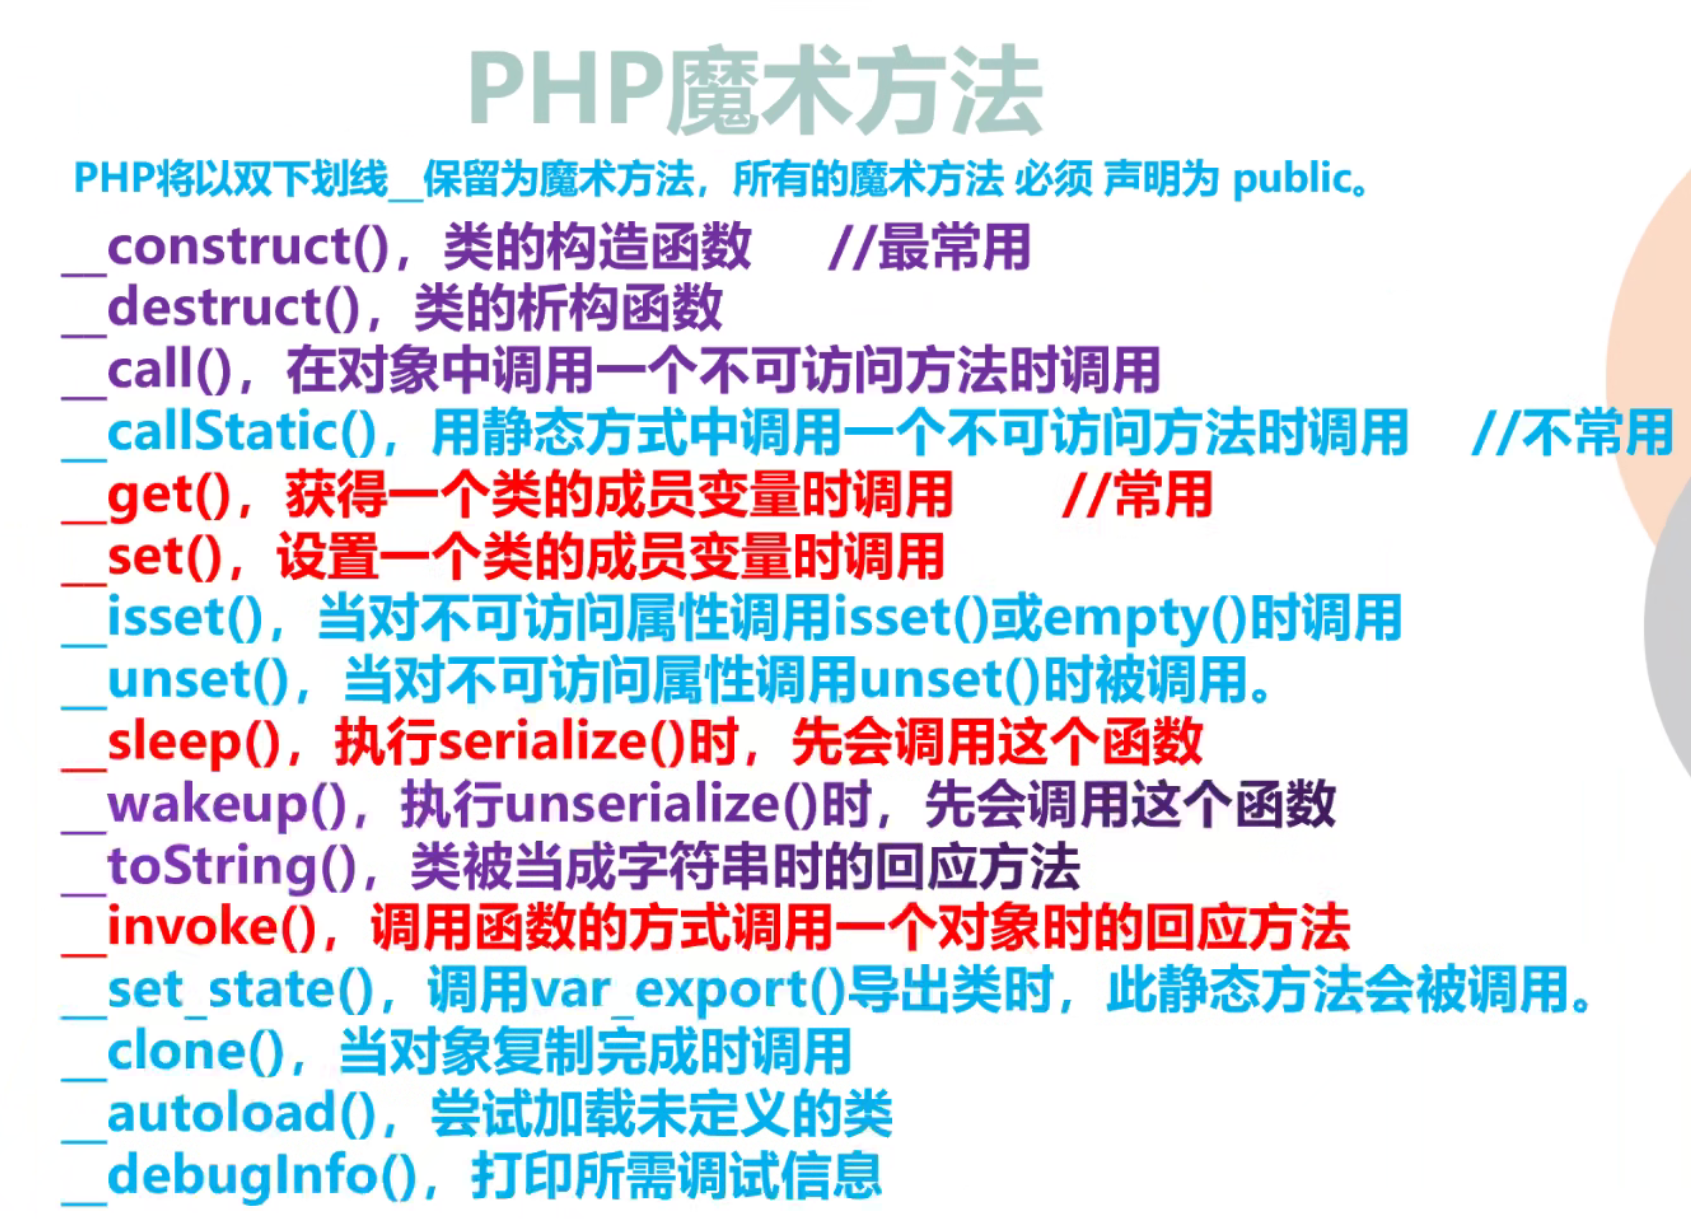 PHP魔术方法
PHP将以双下划线__保留为魔术方法，所有的魔术方法 必须 声明为 public。
__construct()，类的构造函数 //最常用
__destruct()，类的析构函数
__call()，在对象中调用一个不可访问方法时调用
__callStatic()，用静态方式中调用一个不可访问方法时调用 //不常用
__get()，获得一个类的成员变量时调用 //常用
__set()，设置一个类的成员变量时调用
__isset()，当对不可访问属性调用isset()或empty()时调用
__unset()，当对不可访问属性调用unset()时被调用。
__sleep()，执行serialize()时，先会调用这个函数
__wakeup()，执行unserialize()时，先会调用这个函数
__toString()，类被当成字符串时的回应方法
__invoke()，调用函数的方式调用一个对象时的回应方法
__set_state()，调用var_export()导出类时，此静态方法会被调用。
__clone()，当对象复制完成时调用
__autoload()，尝试加载未定义的类
__debugInfo()，打印所需调试信息